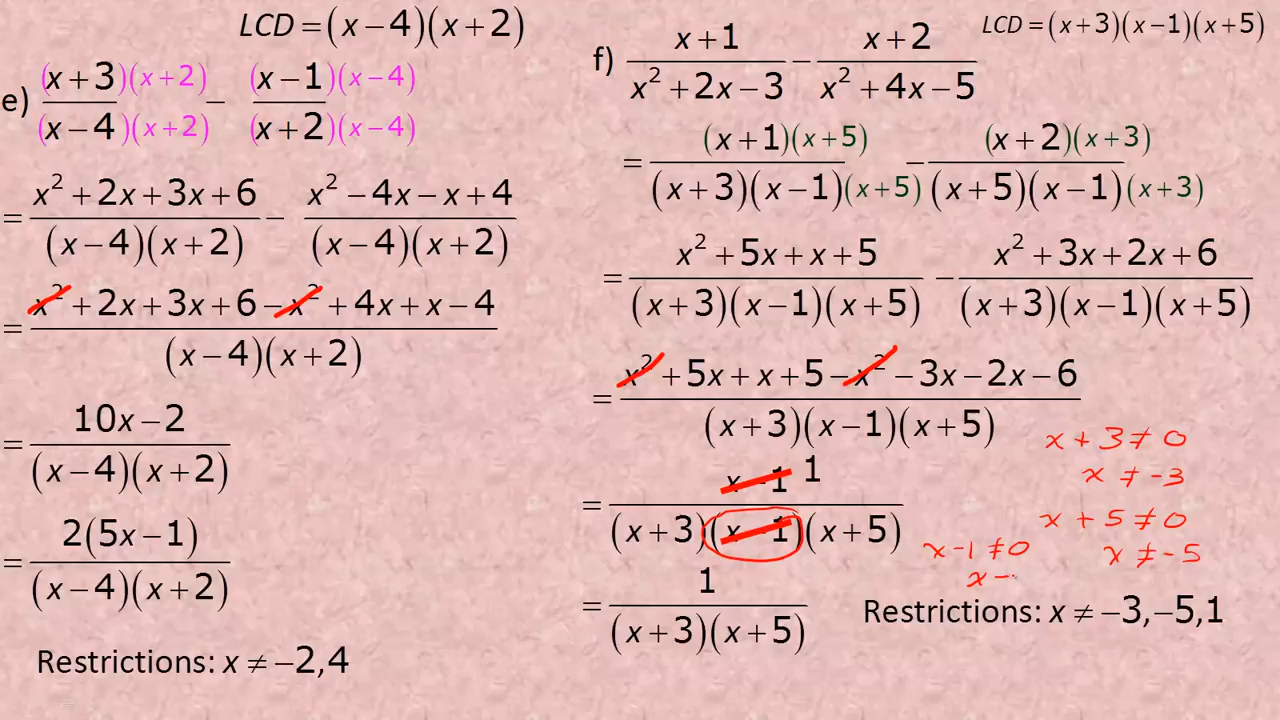 LCD = (x − 4)(x + 2)
e) (x + 3)(x + 2) / (x − 4)(x + 2) − (x − 1)(x − 4) / (x + 2)(x − 4)
= x² + 2x + 3x + 6 / (x − 4)(x + 2) − x² − 4x − x + 4 / (x − 4)(x + 2)
= x² + 2x + 3x + 6 − x² + 4x + x − 4 / (x − 4)(x + 2)
= 10x − 2 / (x − 4)(x + 2)
= 2(5x − 1) / (x − 4)(x + 2)
Restrictions: x ≠ −2,4
LCD = (x + 3)(x − 1)(x + 5)
f) x + 1 / x² + 2x − 3 − x + 2 / x² + 4x − 5
= (x + 1)(x + 5) / (x + 3)(x − 1)(x + 5) − (x + 2)(x + 3) / (x + 5)(x − 1)(x + 3)
= x² + 5x + x + 5 / (x + 3)(x − 1)(x + 5) − x² + 3x + 2x + 6 / (x + 3)(x − 1)(x + 5)
= x² + 5x + x + 5 − x² − 3x − 2x − 6 / (x + 3)(x − 1)(x + 5)
= x − 1 1 / (x + 3)(x − 1)(x + 5)
= 1 / (x + 3)(x + 5)
x + 3 ≠ 0
x ≠ −3
x + 5 ≠ 0
x ≠ −5
x − 1 ≠ 0
x −
Restrictions: x ≠ −3,−5,1